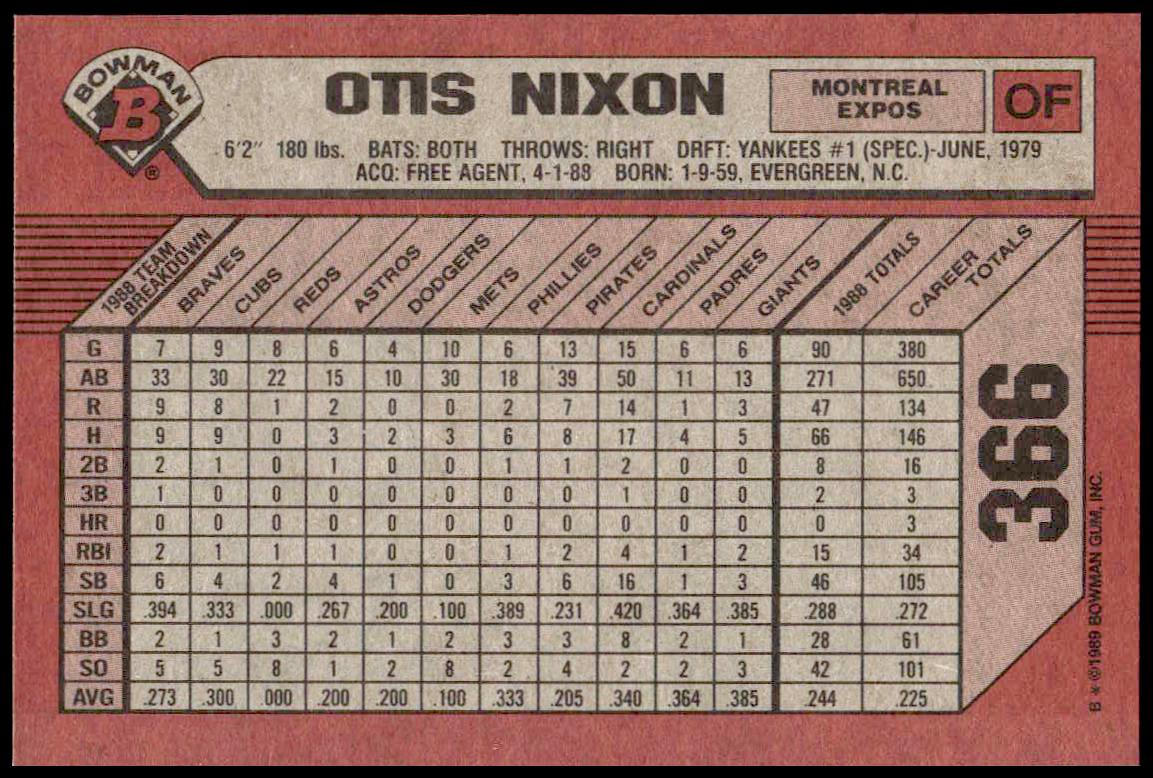 BOWMAN
B
®
OTIS NIXON
MONTREAL
EXPOS
OF
6'2" 180 lbs. BATS: BOTH THROWS: RIGHT DRFT: YANKEES #1 (SPEC.)-JUNE, 1979
ACQ: FREE AGENT, 4-1-88 BORN: 1-9-59, EVERGREEN, N.C.
1988 TEAM BREAKDOWN BRAVES CUBS REDS ASTROS DODGERS METS PHILLIES PIRATES CARDINALS PADRES GIANTS 1988 TOTALS CAREER TOTALS
G 7 9 8 6 4 10 6 13 15 6 6 90 380
AB 33 30 22 15 10 30 18 39 50 11 13 271 650
R 9 8 1 2 0 0 2 7 14 1 3 47 134
H 9 9 0 3 2 3 6 8 17 4 5 66 146
2B 2 1 0 1 0 0 1 1 2 0 0 8 16
3B 1 0 0 0 0 0 0 0 1 0 0 2 3
HR 0 0 0 0 0 0 0 0 0 0 0 0 3
RBI 2 1 1 1 0 0 1 2 4 1 2 15 34
SB 6 4 2 4 1 0 3 6 16 1 3 46 105
SLG .394 .333 .000 .267 .200 .100 .389 .231 .420 .364 .385 .288 .272
BB 2 1 3 2 1 2 3 3 8 2 1 28 61
SO 5 5 8 1 2 8 2 4 2 2 3 42 101
AVG .273 .300 .000 .200 .200 .100 .333 .205 .340 .364 .385 .244 .225
366
B * ©1989 BOWMAN GUM, INC.